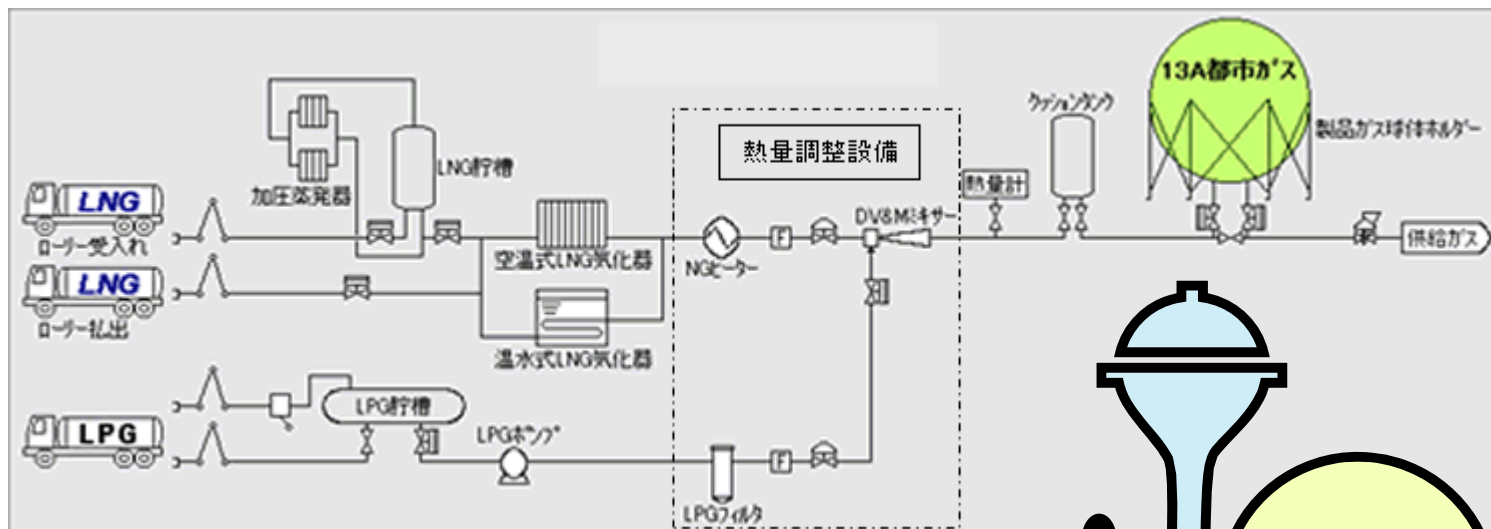 13A都市ガス
クッションタンク
製品ガス球体ホルダー
熱量調整設備
LNG貯槽
加圧蒸発器
熱量計
LNG
ローリー受入れ
DV&Mミキサー
空温式LNG気化器
NGヒーター
F
供給ガス
LNG
ローリー払出
温水式LNG気化器
LPG貯槽
LPG
LPGポンプ
F
LPGフィルタ